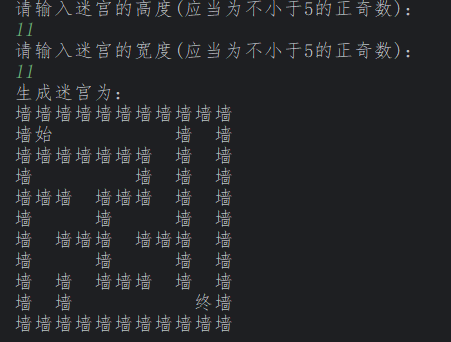 请输入迷宫的高度(应当为不小于5的正奇数):
11
请输入迷宫的宽度(应当为不小于5的正奇数):
11
生成迷宫为:
墙墙墙墙墙墙墙墙墙墙墙
墙始　　　　　　墙　墙
墙墙墙墙墙墙墙　墙　墙
墙　　　　　墙　墙　墙
墙墙墙　墙墙墙　墙　墙
墙　　　墙　　　墙　墙
墙　墙墙墙　墙墙墙　墙
墙　　　墙　　　墙　墙
墙　墙　墙墙墙　墙　墙
墙　墙　　　　　　终墙
墙墙墙墙墙墙墙墙墙墙墙